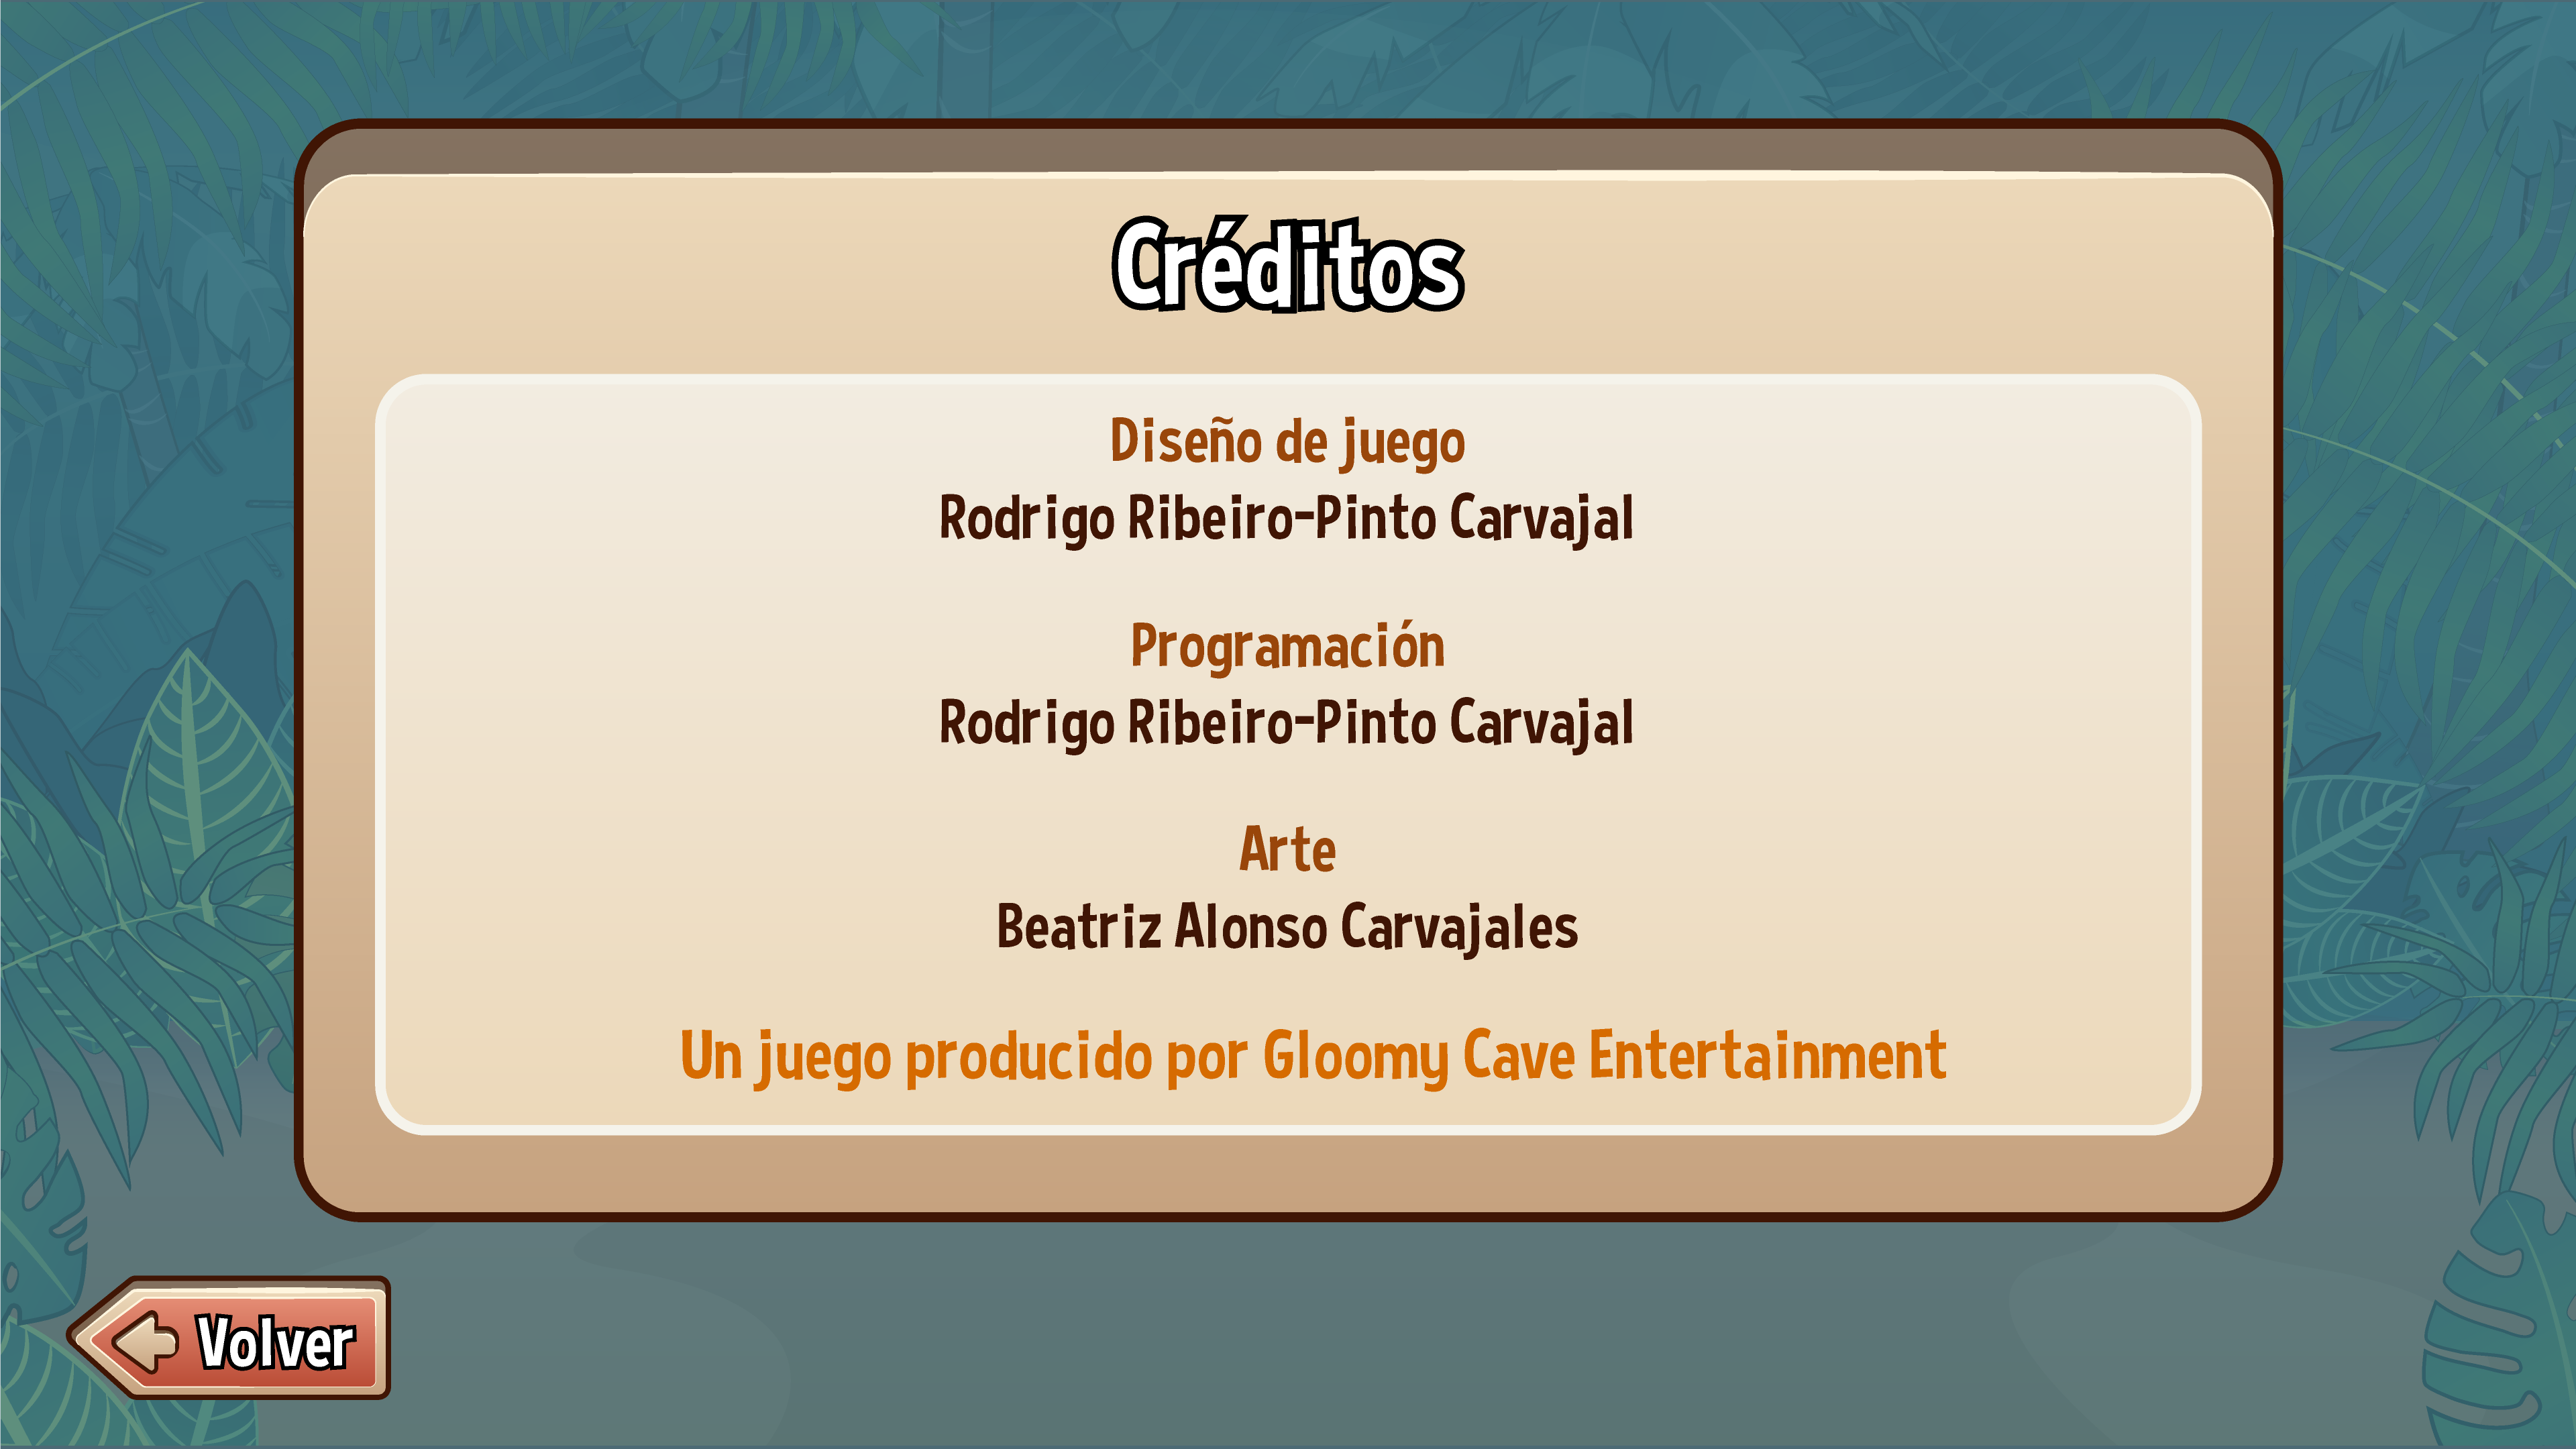 Créditos
Diseño de juego
Rodrigo Ribeiro-Pinto Carvajal
Programación
Rodrigo Ribeiro-Pinto Carvajal
Arte
Beatriz Alonso Carvajales
Un juego producido por Gloomy Cave Entertainment
Volver